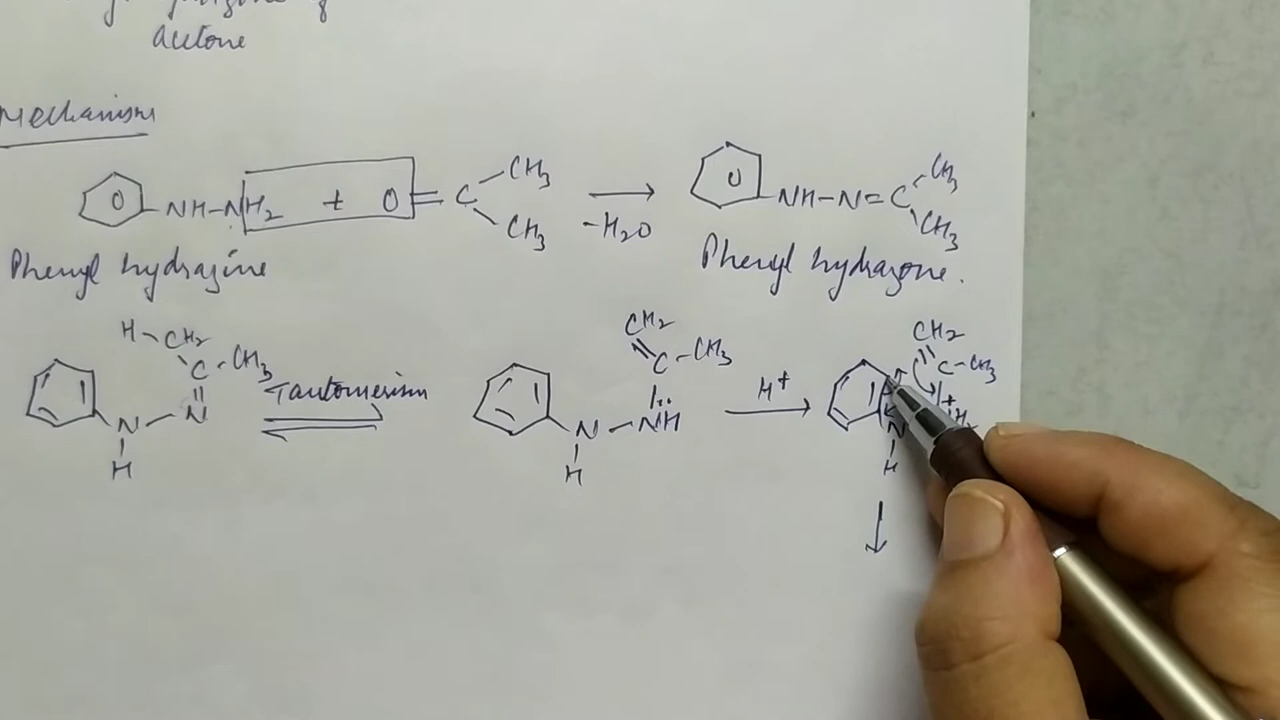 acetone
Mechanism
NH-NH2 + O = C CH3 CH3 -H2O NH-N=C CH3 CH3
Phenyl hydrazine
Phenyl hydrazone.
H-CH2 C-CH3 N N H
Tautomerism
CH2 C-CH3 NH N H
H+
CH2 C-CH3 + N H